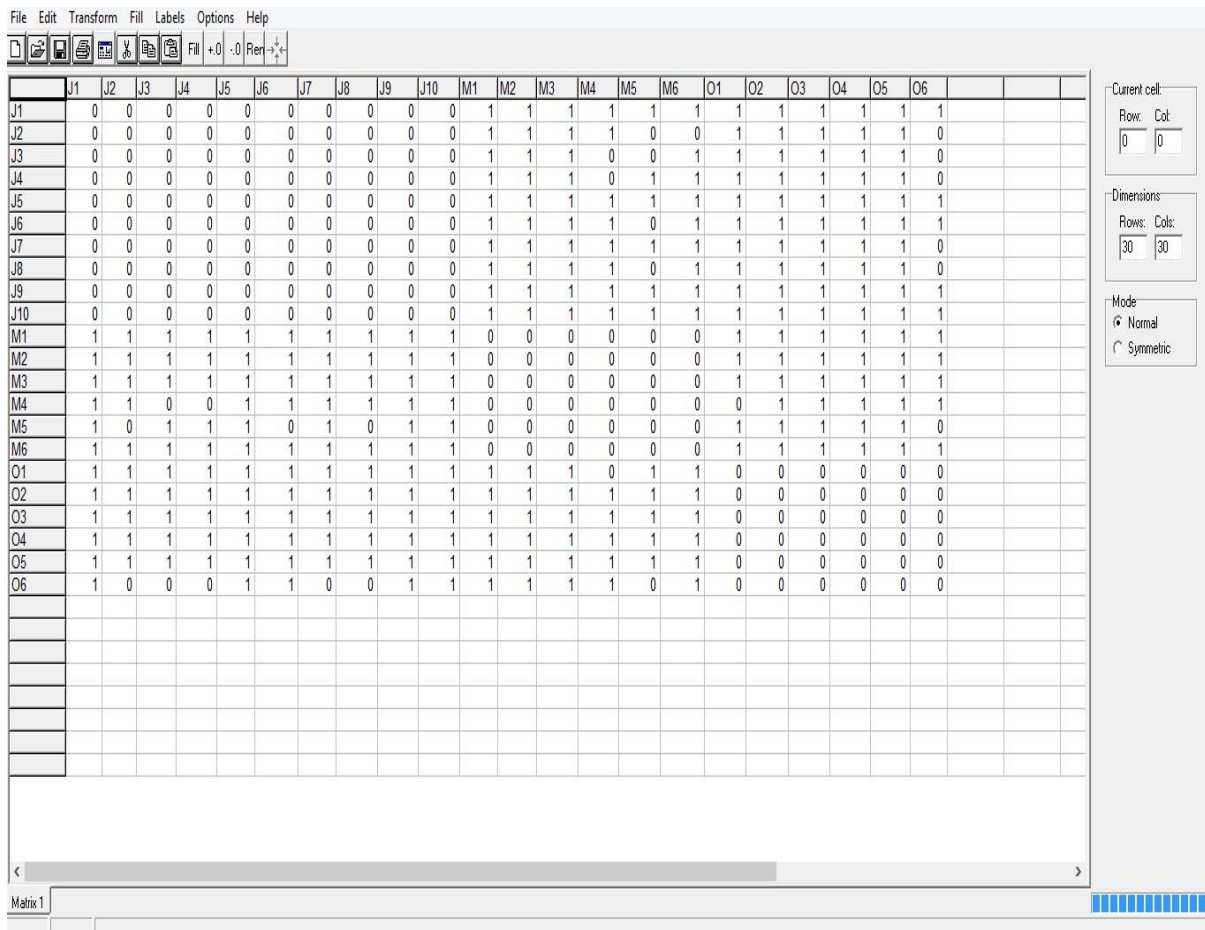 File Edit Transform Fill Labels Options Help
Fill +.0 -.0 Ren
J1 J2 J3 J4 J5 J6 J7 J8 J9 J10 M1 M2 M3 M4 M5 M6 O1 O2 O3 O4 O5 O6
J1 0 0 0 0 0 0 0 0 0 0 1 1 1 1 1 1 1 1 1 1 1 1
J2 0 0 0 0 0 0 0 0 0 0 1 1 1 1 0 0 1 1 1 1 1 0
J3 0 0 0 0 0 0 0 0 0 0 1 1 1 0 0 1 1 1 1 1 1 0
J4 0 0 0 0 0 0 0 0 0 0 1 1 1 0 1 1 1 1 1 1 1 0
J5 0 0 0 0 0 0 0 0 0 0 1 1 1 1 1 1 1 1 1 1 1 1
J6 0 0 0 0 0 0 0 0 0 0 1 1 1 1 0 1 1 1 1 1 1 1
J7 0 0 0 0 0 0 0 0 0 0 1 1 1 1 1 1 1 1 1 1 1 0
J8 0 0 0 0 0 0 0 0 0 0 1 1 1 1 0 1 1 1 1 1 1 0
J9 0 0 0 0 0 0 0 0 0 0 1 1 1 1 1 1 1 1 1 1 1 1
J10 0 0 0 0 0 0 0 0 0 0 1 1 1 1 1 1 1 1 1 1 1 1
M1 1 1 1 1 1 1 1 1 1 1 0 0 0 0 0 0 1 1 1 1 1 1
M2 1 1 1 1 1 1 1 1 1 1 0 0 0 0 0 0 1 1 1 1 1 1
M3 1 1 1 1 1 1 1 1 1 1 0 0 0 0 0 0 1 1 1 1 1 1
M4 1 1 0 0 1 1 1 1 1 1 0 0 0 0 0 0 0 1 1 1 1 1
M5 1 0 1 1 1 0 1 0 1 1 0 0 0 0 0 0 1 1 1 1 1 0
M6 1 1 1 1 1 1 1 1 1 1 0 0 0 0 0 0 1 1 1 1 1 1
O1 1 1 1 1 1 1 1 1 1 1 1 1 1 0 1 1 0 0 0 0 0 0
O2 1 1 1 1 1 1 1 1 1 1 1 1 1 1 1 1 0 0 0 0 0 0
O3 1 1 1 1 1 1 1 1 1 1 1 1 1 1 1 1 0 0 0 0 0 0
O4 1 1 1 1 1 1 1 1 1 1 1 1 1 1 1 1 0 0 0 0 0 0
O5 1 1 1 1 1 1 1 1 1 1 1 1 1 1 1 1 0 0 0 0 0 0
O6 1 0 0 0 1 1 0 0 1 1 1 1 1 1 0 1 0 0 0 0 0 0
Current cell:
Row: Col:
0 0
Dimensions
Rows: Cols:
30 30
Mode
Normal
Symmetric
Matrix 1